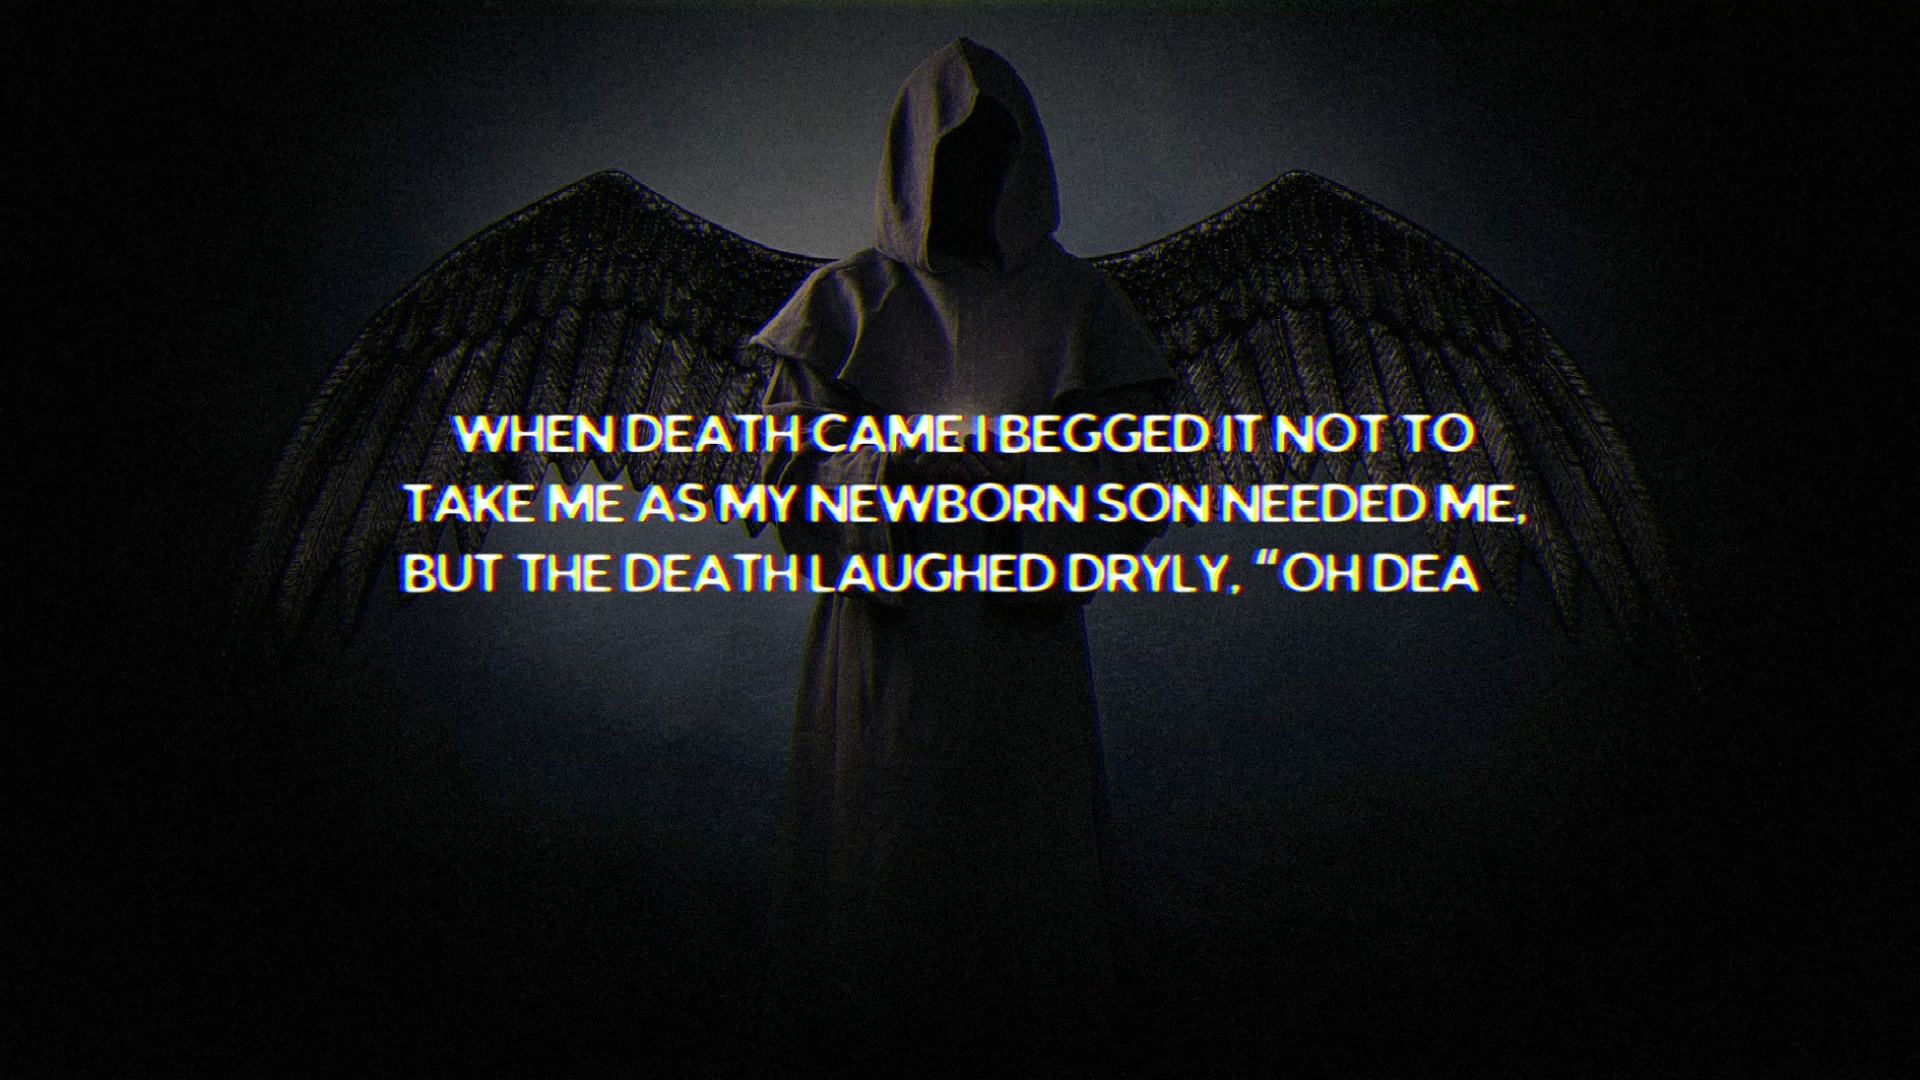 WHEN DEATH CAME I BEGGED IT NOT TO
TAKE ME AS MY NEWBORN SON NEEDED ME,
BUT THE DEATH LAUGHED DRYLY, “OH DEA